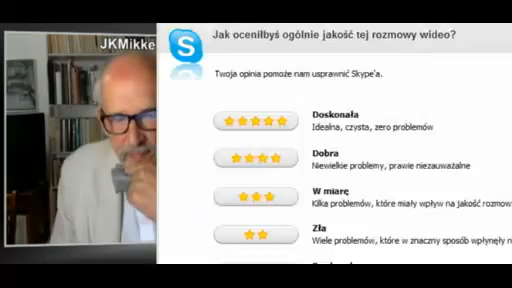 JKMikke
Jak oceniłbyś ogólnie jakość tej rozmowy wideo?
Twoja opinia pomoże nam usprawnić Skype'a.
Doskonała
Idealna, czysta, zero problemów
Dobra
Niewielkie problemy, prawie niezauważalne
W miarę
Kilka problemów, które miały wpływ na jakość rozmow
Zła
Wiele problemów, które w znaczny sposób wpłynęły n